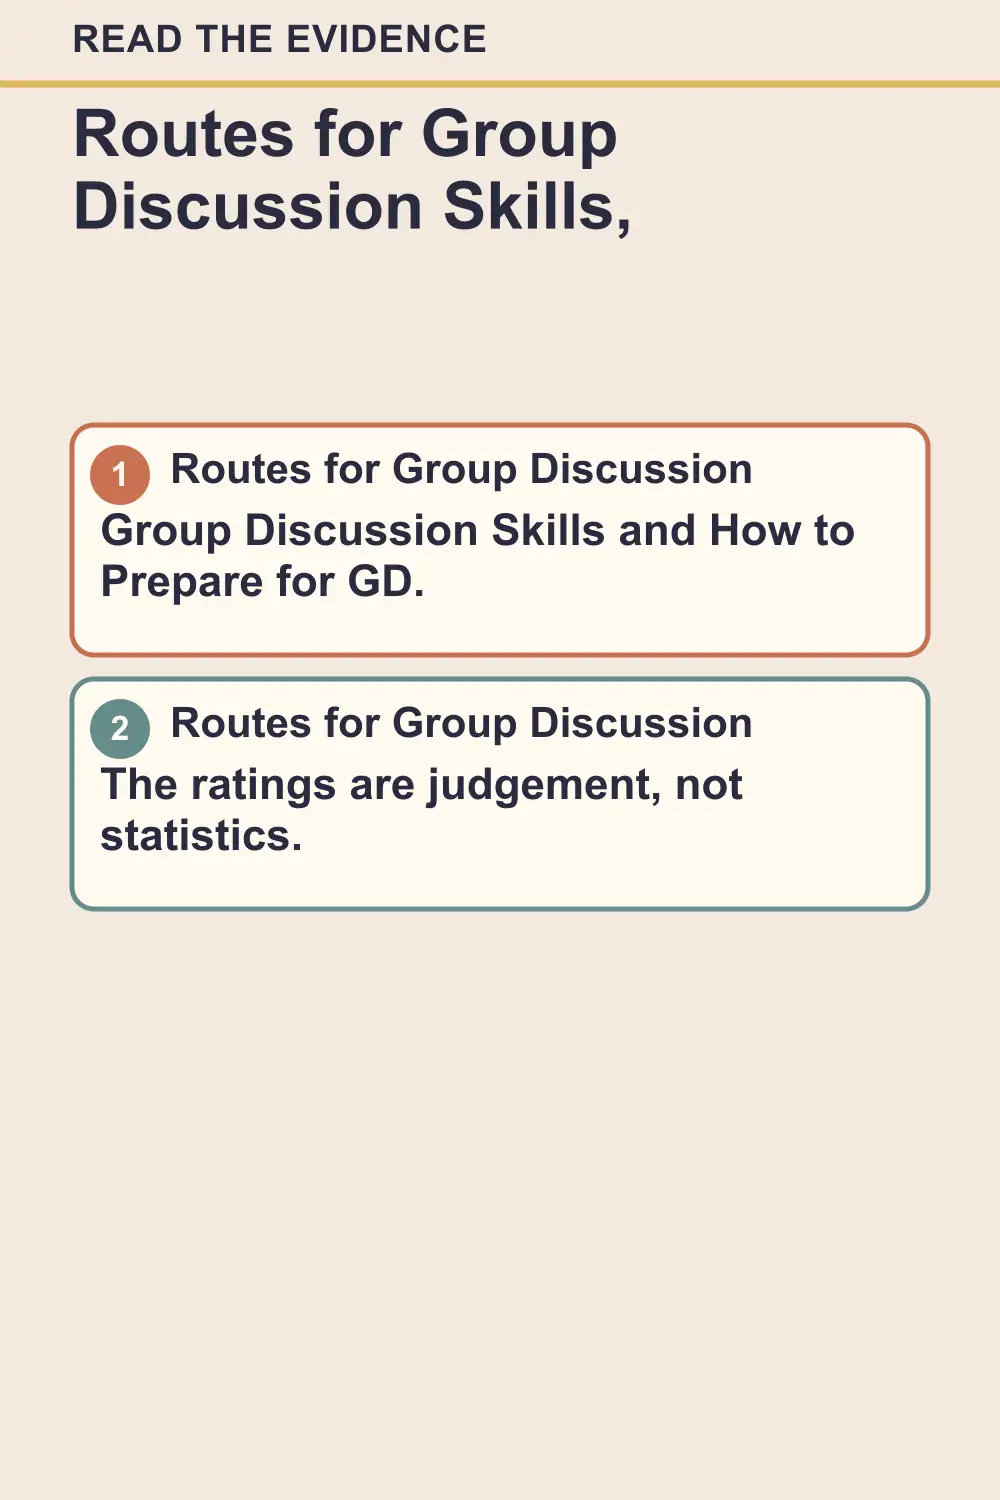 READ THE EVIDENCE
Routes for Group
Discussion Skills,
1 Routes for Group Discussion
Group Discussion Skills and How to
Prepare for GD.
2 Routes for Group Discussion
The ratings are judgement, not
statistics.